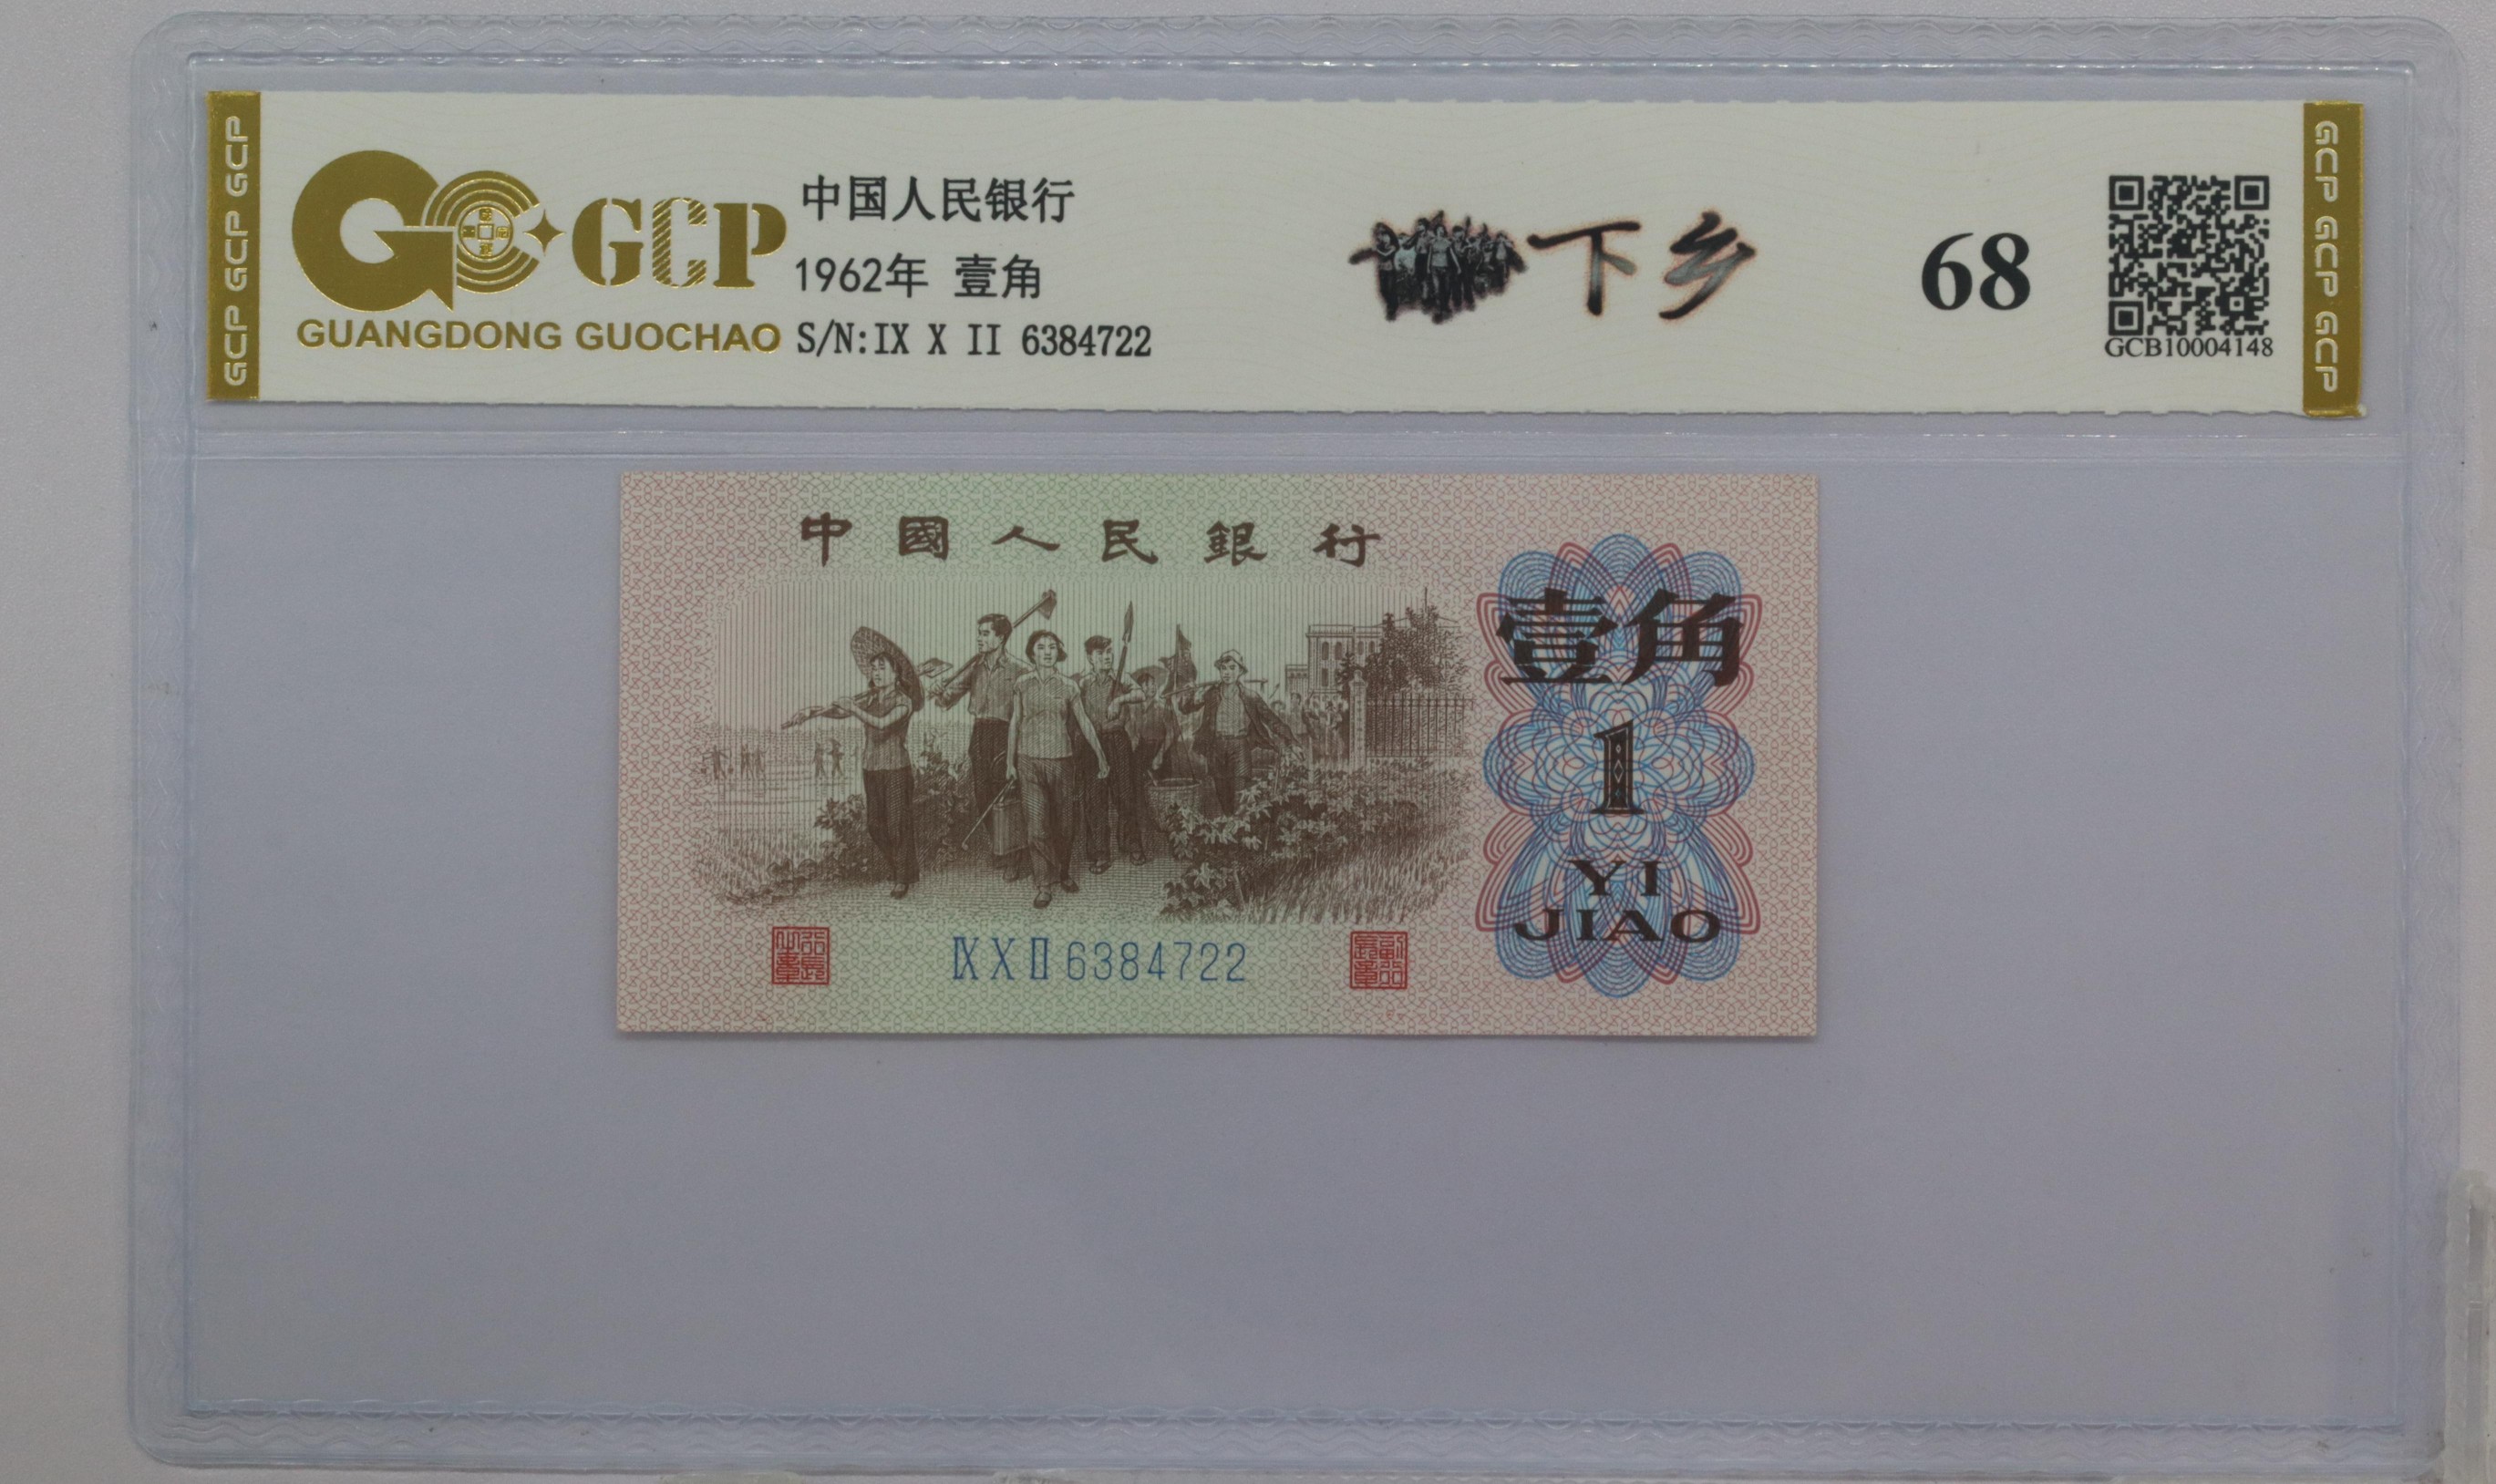 GCP GCP GCP
GCP
GUANGDONG GUOCHAO
中国人民银行
1962年 壹角
S/N:IX X II 6384722
下乡
68
GCB10004148
GCP GCP GCP
中國人民銀行
壹角
1
YI
JIAO
IX X II 6384722